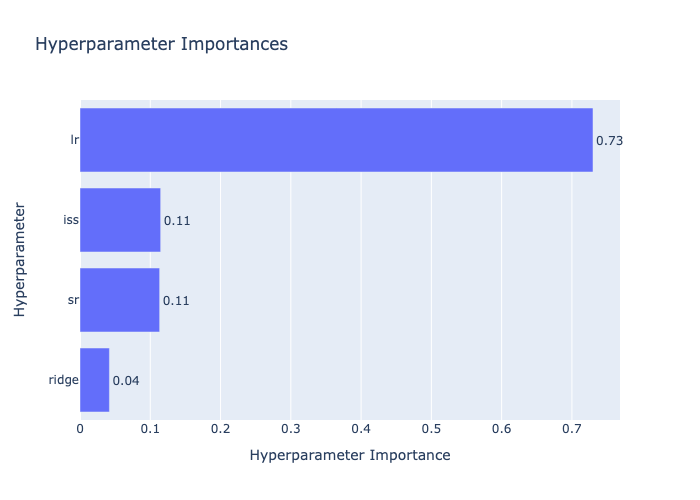 Hyperparameter Importances
Hyperparameter
lr
0.73
iss
0.11
sr
0.11
ridge
0.04
0
0.1
0.2
0.3
0.4
0.5
0.6
0.7
Hyperparameter Importance